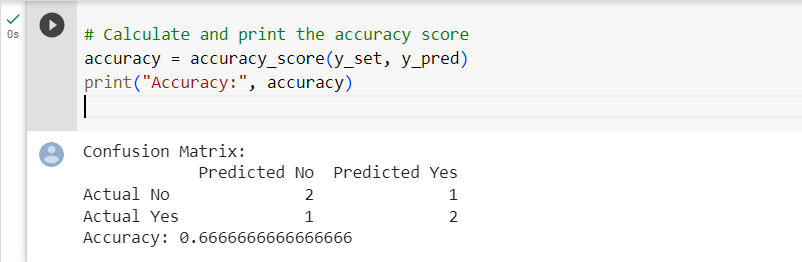 0s
# Calculate and print the accuracy score
accuracy = accuracy_score(y_set, y_pred)
print("Accuracy:", accuracy)
Confusion Matrix:
Predicted No  Predicted Yes
Actual No              2              1
Actual Yes             1              2
Accuracy: 0.6666666666666666